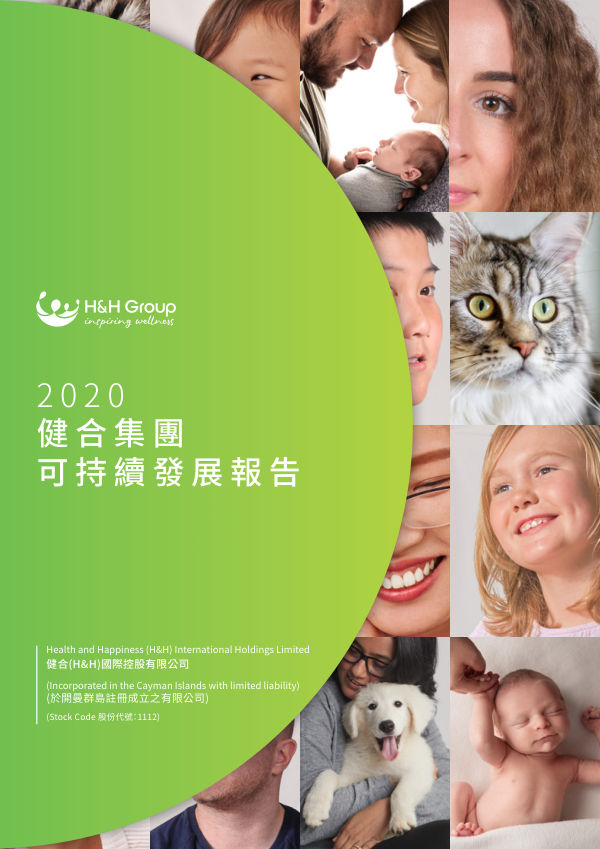 H&H Group
inspiring wellness
2020
健合集團
可持續發展報告
Health and Happiness (H&H) International Holdings Limited
健合(H&H)國際控股有限公司
(Incorporated in the Cayman Islands with limited liability)
(於開曼群島註冊成立之有限公司)
(Stock Code 股份代號：1112)